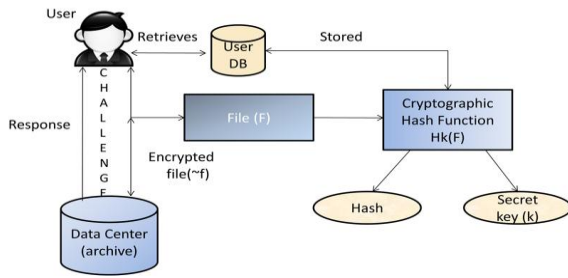 User
Retrieves
User
DB
Stored
CHALLENGE
Response
File (F)
Cryptographic
Hash Function
Hk(F)
Encrypted
file(~f)
Hash
Secret
key (k)
Data Center
(archive)